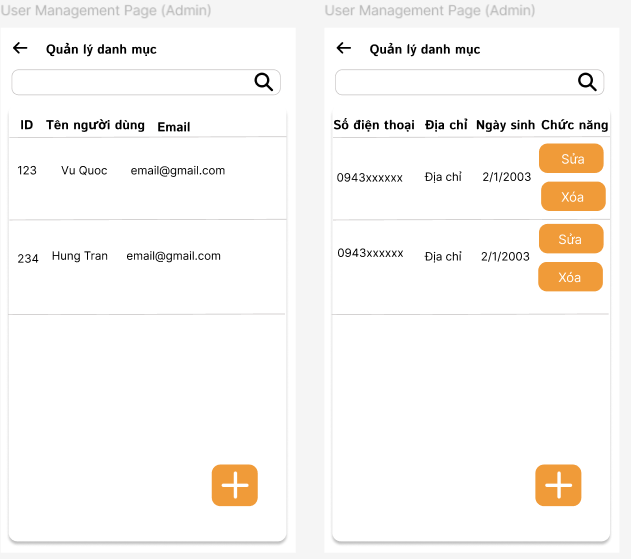 User Management Page (Admin)
Quản lý danh mục
ID Tên người dùng Email
123 Vu Quoc email@gmail.com
234 Hung Tran email@gmail.com
User Management Page (Admin)
Quản lý danh mục
Số điện thoại Địa chỉ Ngày sinh Chức năng
0943xxxxxx Địa chỉ 2/1/2003 Sửa
Xóa
0943xxxxxx Địa chỉ 2/1/2003 Sửa
Xóa